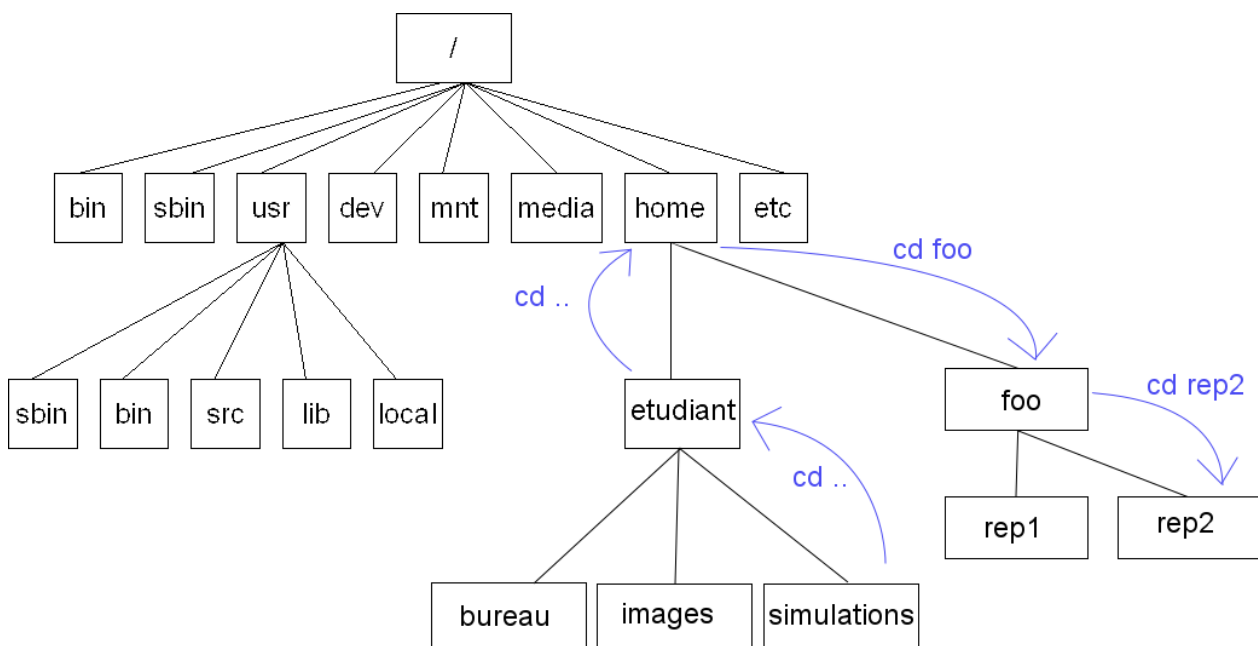 /
bin
sbin
usr
dev
mnt
media
home
etc
cd foo
cd ..
sbin
bin
src
lib
local
etudiant
foo
cd rep2
cd ..
rep1
rep2
bureau
images
simulations